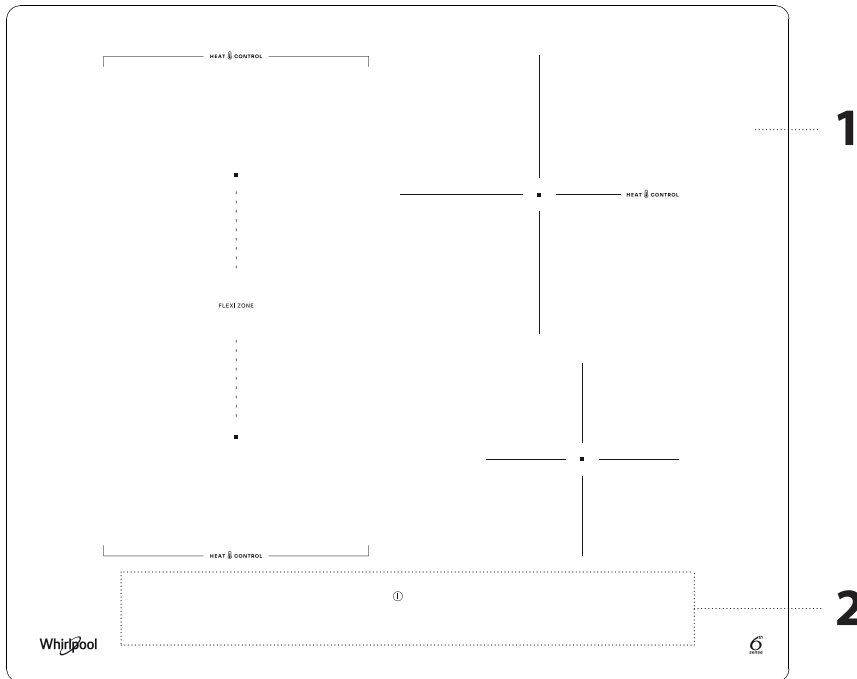 HEAT CONTROL
1
HEAT CONTROL
FLEXI ZONE
HEAT CONTROL
2
Whirlpool
6th
sense